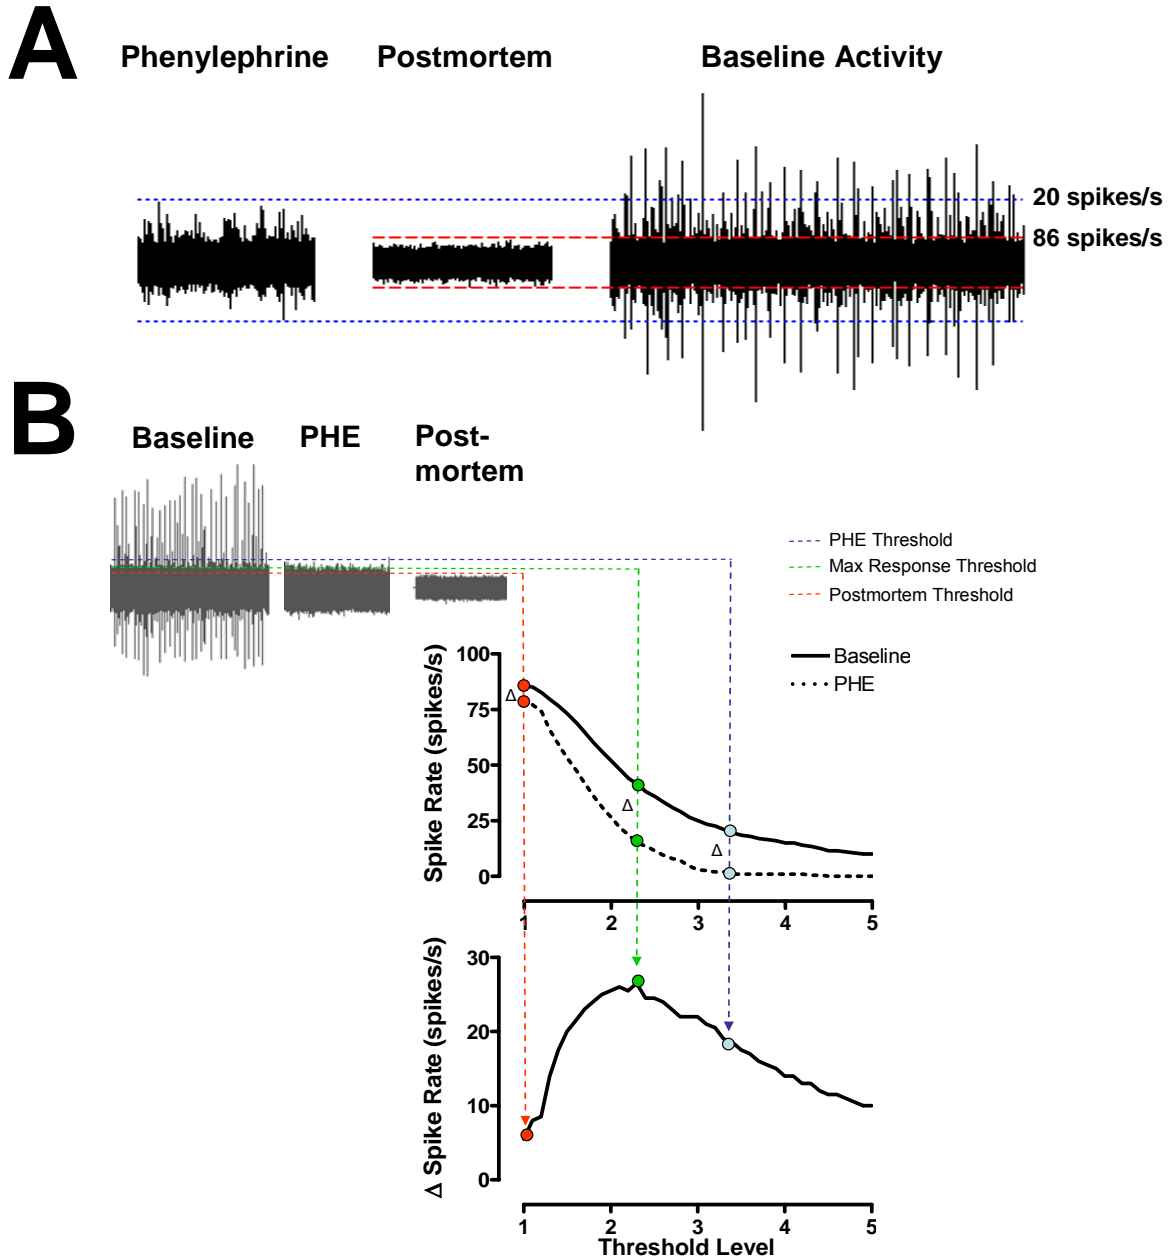 A
Phenylephrine Postmortem Baseline Activity
20 spikes/s
86 spikes/s
B
Baseline PHE Post-
mortem
PHE Threshold
Max Response Threshold
Postmortem Threshold
Baseline
PHE
Spike Rate (spikes/s)
100
75
50
25
0
Δ
Δ
Δ
1 2 3 4 5
Δ Spike Rate (spikes/s)
30
20
10
0
1 2 3 4 5
Threshold Level